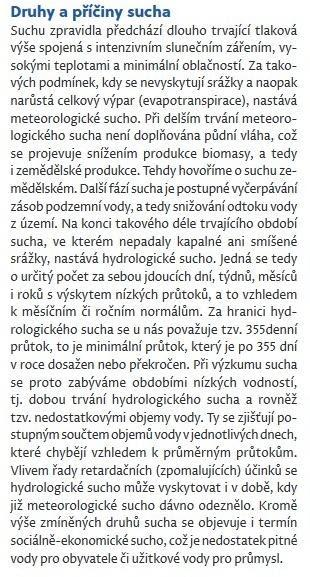 Druhy a příčiny sucha
Suchu zpravidla předchází dlouho trvající tlaková
výše spojená s intenzivním slunečním zářením, vy-
sokými teplotami a minimální oblačností. Za tako-
vých podmínek, kdy se nevyskytují srážky a naopak
narůstá celkový výpar (evapotranspirace), nastává
meteorologické sucho. Při delším trvání meteoro-
logického sucha není doplňována půdní vláha, což
se projevuje snížením produkce biomasy, a tedy
i zemědělské produkce. Tehdy hovoříme o suchu ze-
mědělském. Další fází sucha je postupné vyčerpávání
zásob podzemní vody, a tedy snižování odtoku vody
z území. Na konci takového déle trvajícího období
sucha, ve kterém nepadaly kapalné ani smíšené
srážky, nastává hydrologické sucho. Jedná se tedy
o určitý počet za sebou jdoucích dní, týdnů, měsíců
i roků s výskytem nízkých průtoků, a to vzhledem
k měsíčním či ročním normálům. Za hranici hyd-
rologického sucha se u nás považuje tzv. 355denní
průtok, to je minimální průtok, který je po 355 dní
v roce dosažen nebo překročen. Při výzkumu sucha
se proto zabýváme obdobími nízkých vodností,
tj. dobou trvání hydrologického sucha a rovněž
tzv. nedostatkovými objemy vody. Ty se zjišťují po-
stupným součtem objemů vody v jednotlivých dnech,
které chybějí vzhledem k průměrným průtokům.
Vlivem řady retardačních (zpomalujících) účinků se
hydrologické sucho může vyskytovat i v době, kdy
již meteorologické sucho dávno odeznělo. Kromě
výše zmíněných druhů sucha se objevuje i termín
sociálně-ekonomické sucho, což je nedostatek pitné
vody pro obyvatele či užitkové vody pro průmysl.